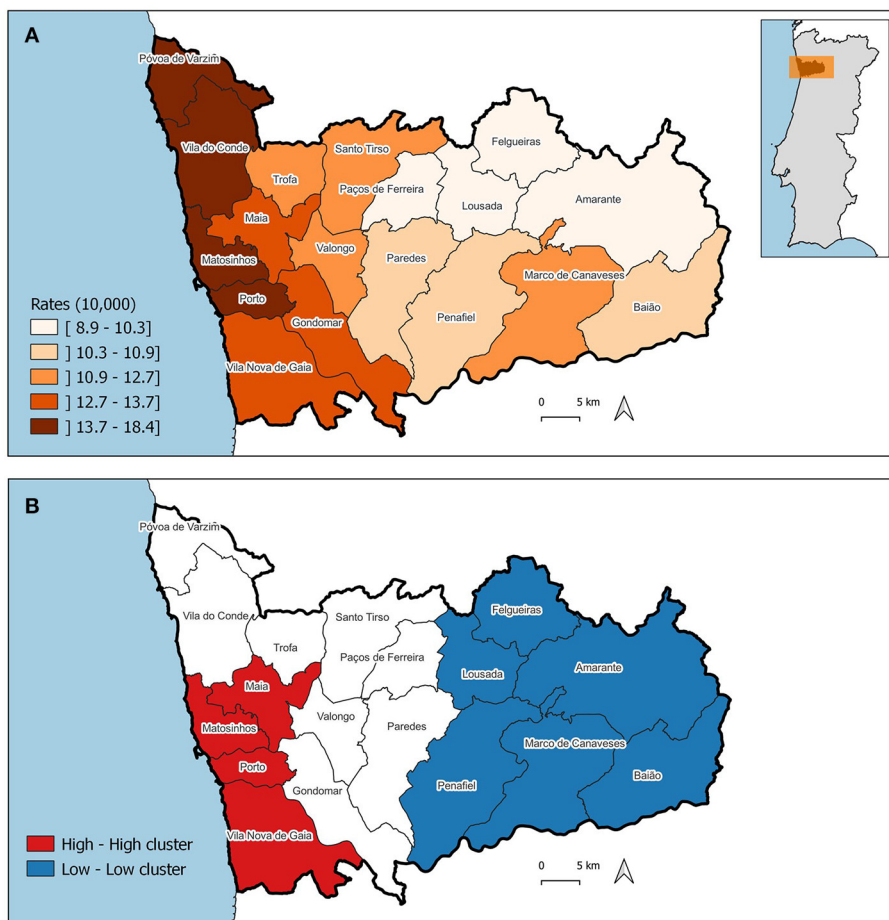 A
Póvoa de Varzim
Vila do Conde
Santo Tirso
Felgueiras
Trofa
Paços de Ferreira
Lousada
Amarante
Maia
Valongo
Paredes
Matosinhos
Marco de Canaveses
Porto
Gondomar
Penafiel
Baião
Vila Nova de Gaia
Rates (10,000)
[ 8.9 - 10.3]
] 10.3 - 10.9]
] 10.9 - 12.7]
] 12.7 - 13.7]
] 13.7 - 18.4]
0 5 km
B
Póvoa de Varzim
Vila do Conde
Santo Tirso
Felgueiras
Trofa
Paços de Ferreira
Lousada
Amarante
Maia
Valongo
Paredes
Matosinhos
Marco de Canaveses
Porto
Gondomar
Penafiel
Baião
Vila Nova de Gaia
High - High cluster
Low - Low cluster
0 5 km